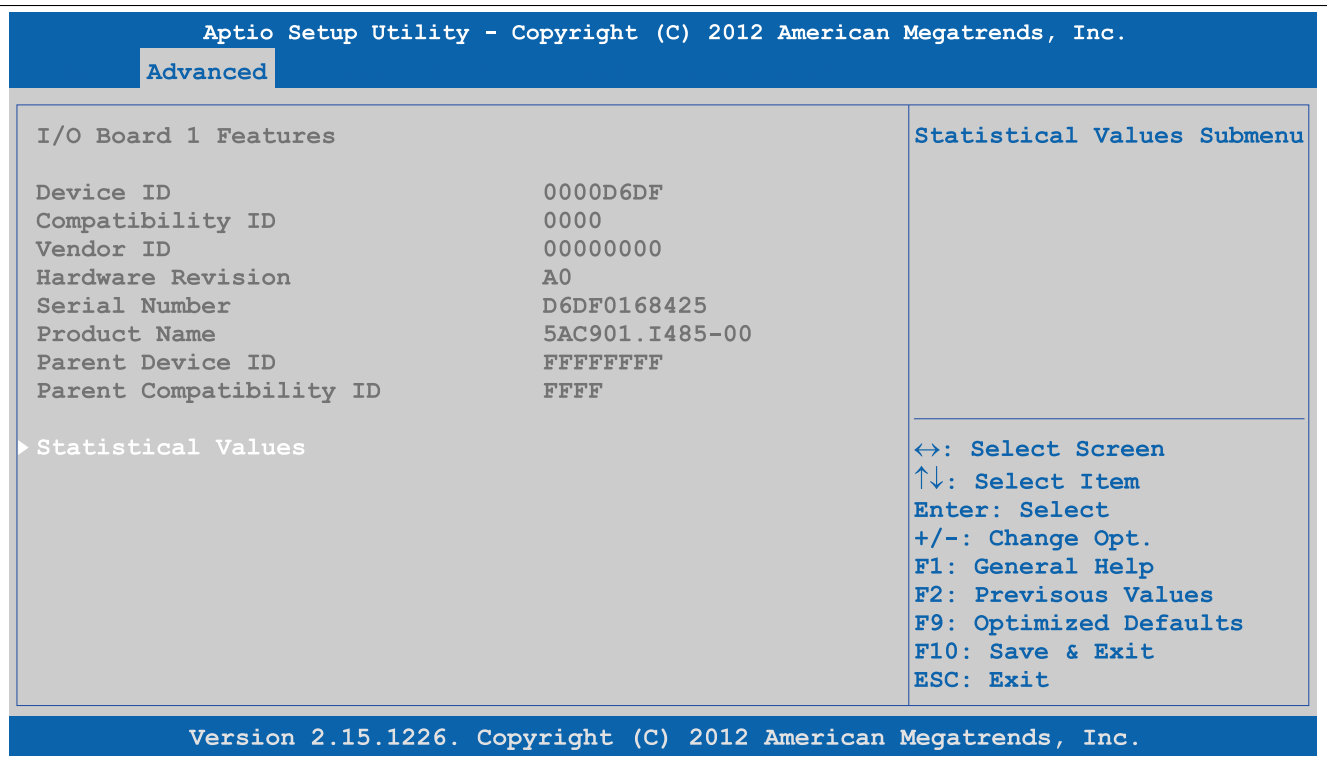 Aptio Setup Utility - Copyright (C) 2012 American Megatrends, Inc.
Advanced
I/O Board 1 Features
Device ID 0000D6DF
Compatibility ID 0000
Vendor ID 00000000
Hardware Revision A0
Serial Number D6DF0168425
Product Name 5AC901.I485-00
Parent Device ID FFFFFFFF
Parent Compatibility ID FFFF
Statistical Values
Statistical Values Submenu
↔: Select Screen
↑↓: Select Item
Enter: Select
+/-: Change Opt.
F1: General Help
F2: Previsous Values
F9: Optimized Defaults
F10: Save & Exit
ESC: Exit
Version 2.15.1226. Copyright (C) 2012 American Megatrends, Inc.